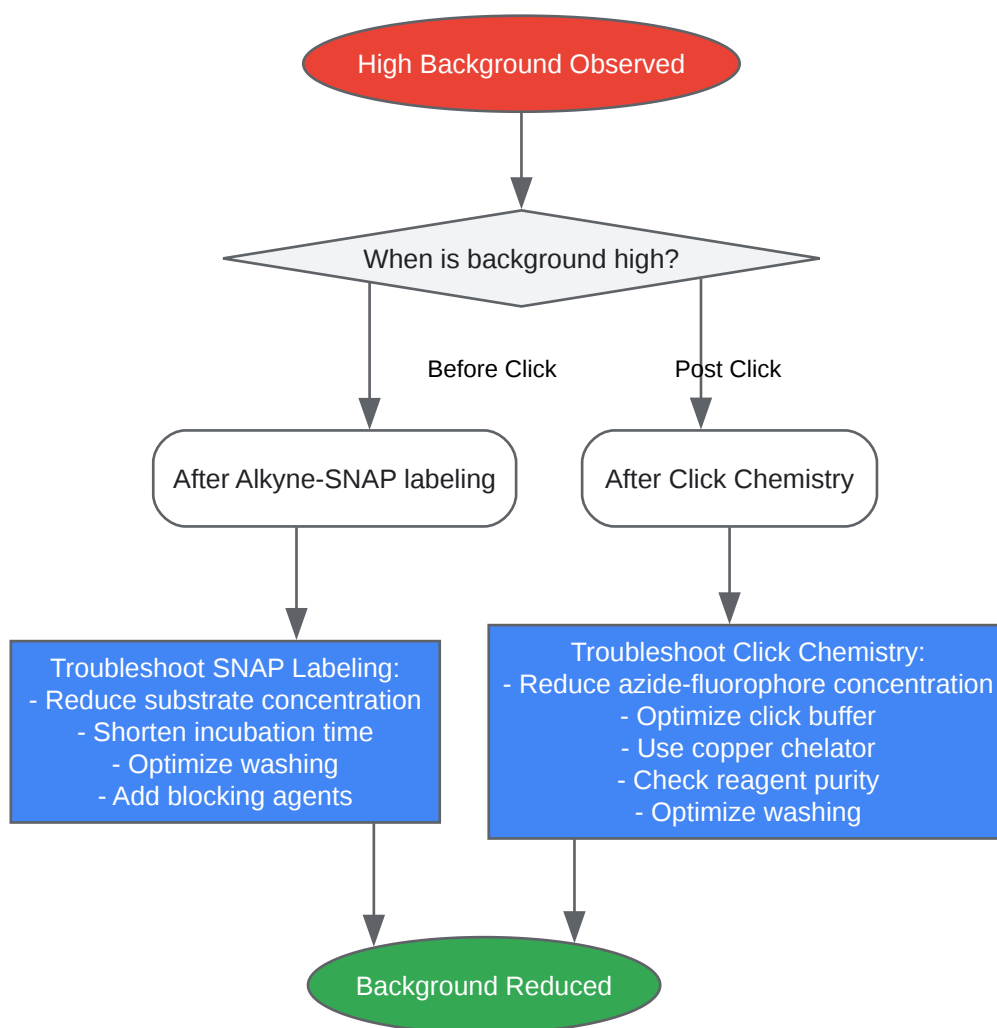 High Background Observed
When is background high?
Before Click
Post Click
After Alkyne-SNAP labeling
After Click Chemistry
Troubleshoot SNAP Labeling:
- Reduce substrate concentration
- Shorten incubation time
- Optimize washing
- Add blocking agents
Troubleshoot Click Chemistry:
- Reduce azide-fluorophore concentration
- Optimize click buffer
- Use copper chelator
- Check reagent purity
- Optimize washing
Background Reduced